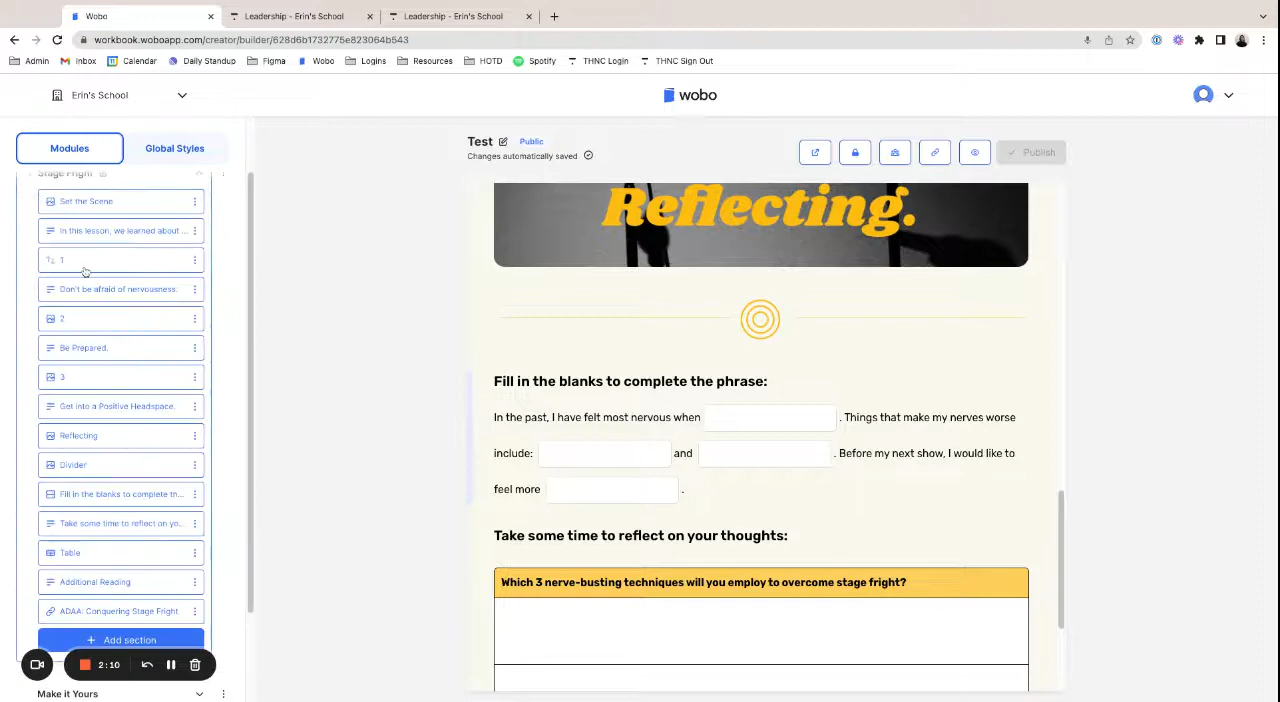 Wobo
Leadership - Erin's School
Leadership - Erin's School
workbook.woboapp.com/creator/builder/628d6b1732775e823064b543
Admin
Inbox
Calendar
Daily Standup
Figma
Wobo
Logins
Resources
HOTD
Spotify
THNC Login
THNC Sign Out
Erin's School
wobo
Modules
Global Styles
Test
Public
Changes automatically saved
Publish
Stage Fright
Set the Scene
In this lesson, we learned about ...
1
Don't be afraid of nervousness.
2
Be Prepared.
3
Get into a Positive Headspace.
Reflecting
Divider
Fill in the blanks to complete th...
Take some time to reflect on yo...
Table
Additional Reading
ADAA: Conquering Stage Fright
+ Add section
2:10
Make it Yours
Reflecting.
Fill in the blanks to complete the phrase:
In the past, I have felt most nervous when . Things that make my nerves worse
include: and . Before my next show, I would like to
feel more .
Take some time to reflect on your thoughts:
Which 3 nerve-busting techniques will you employ to overcome stage fright?